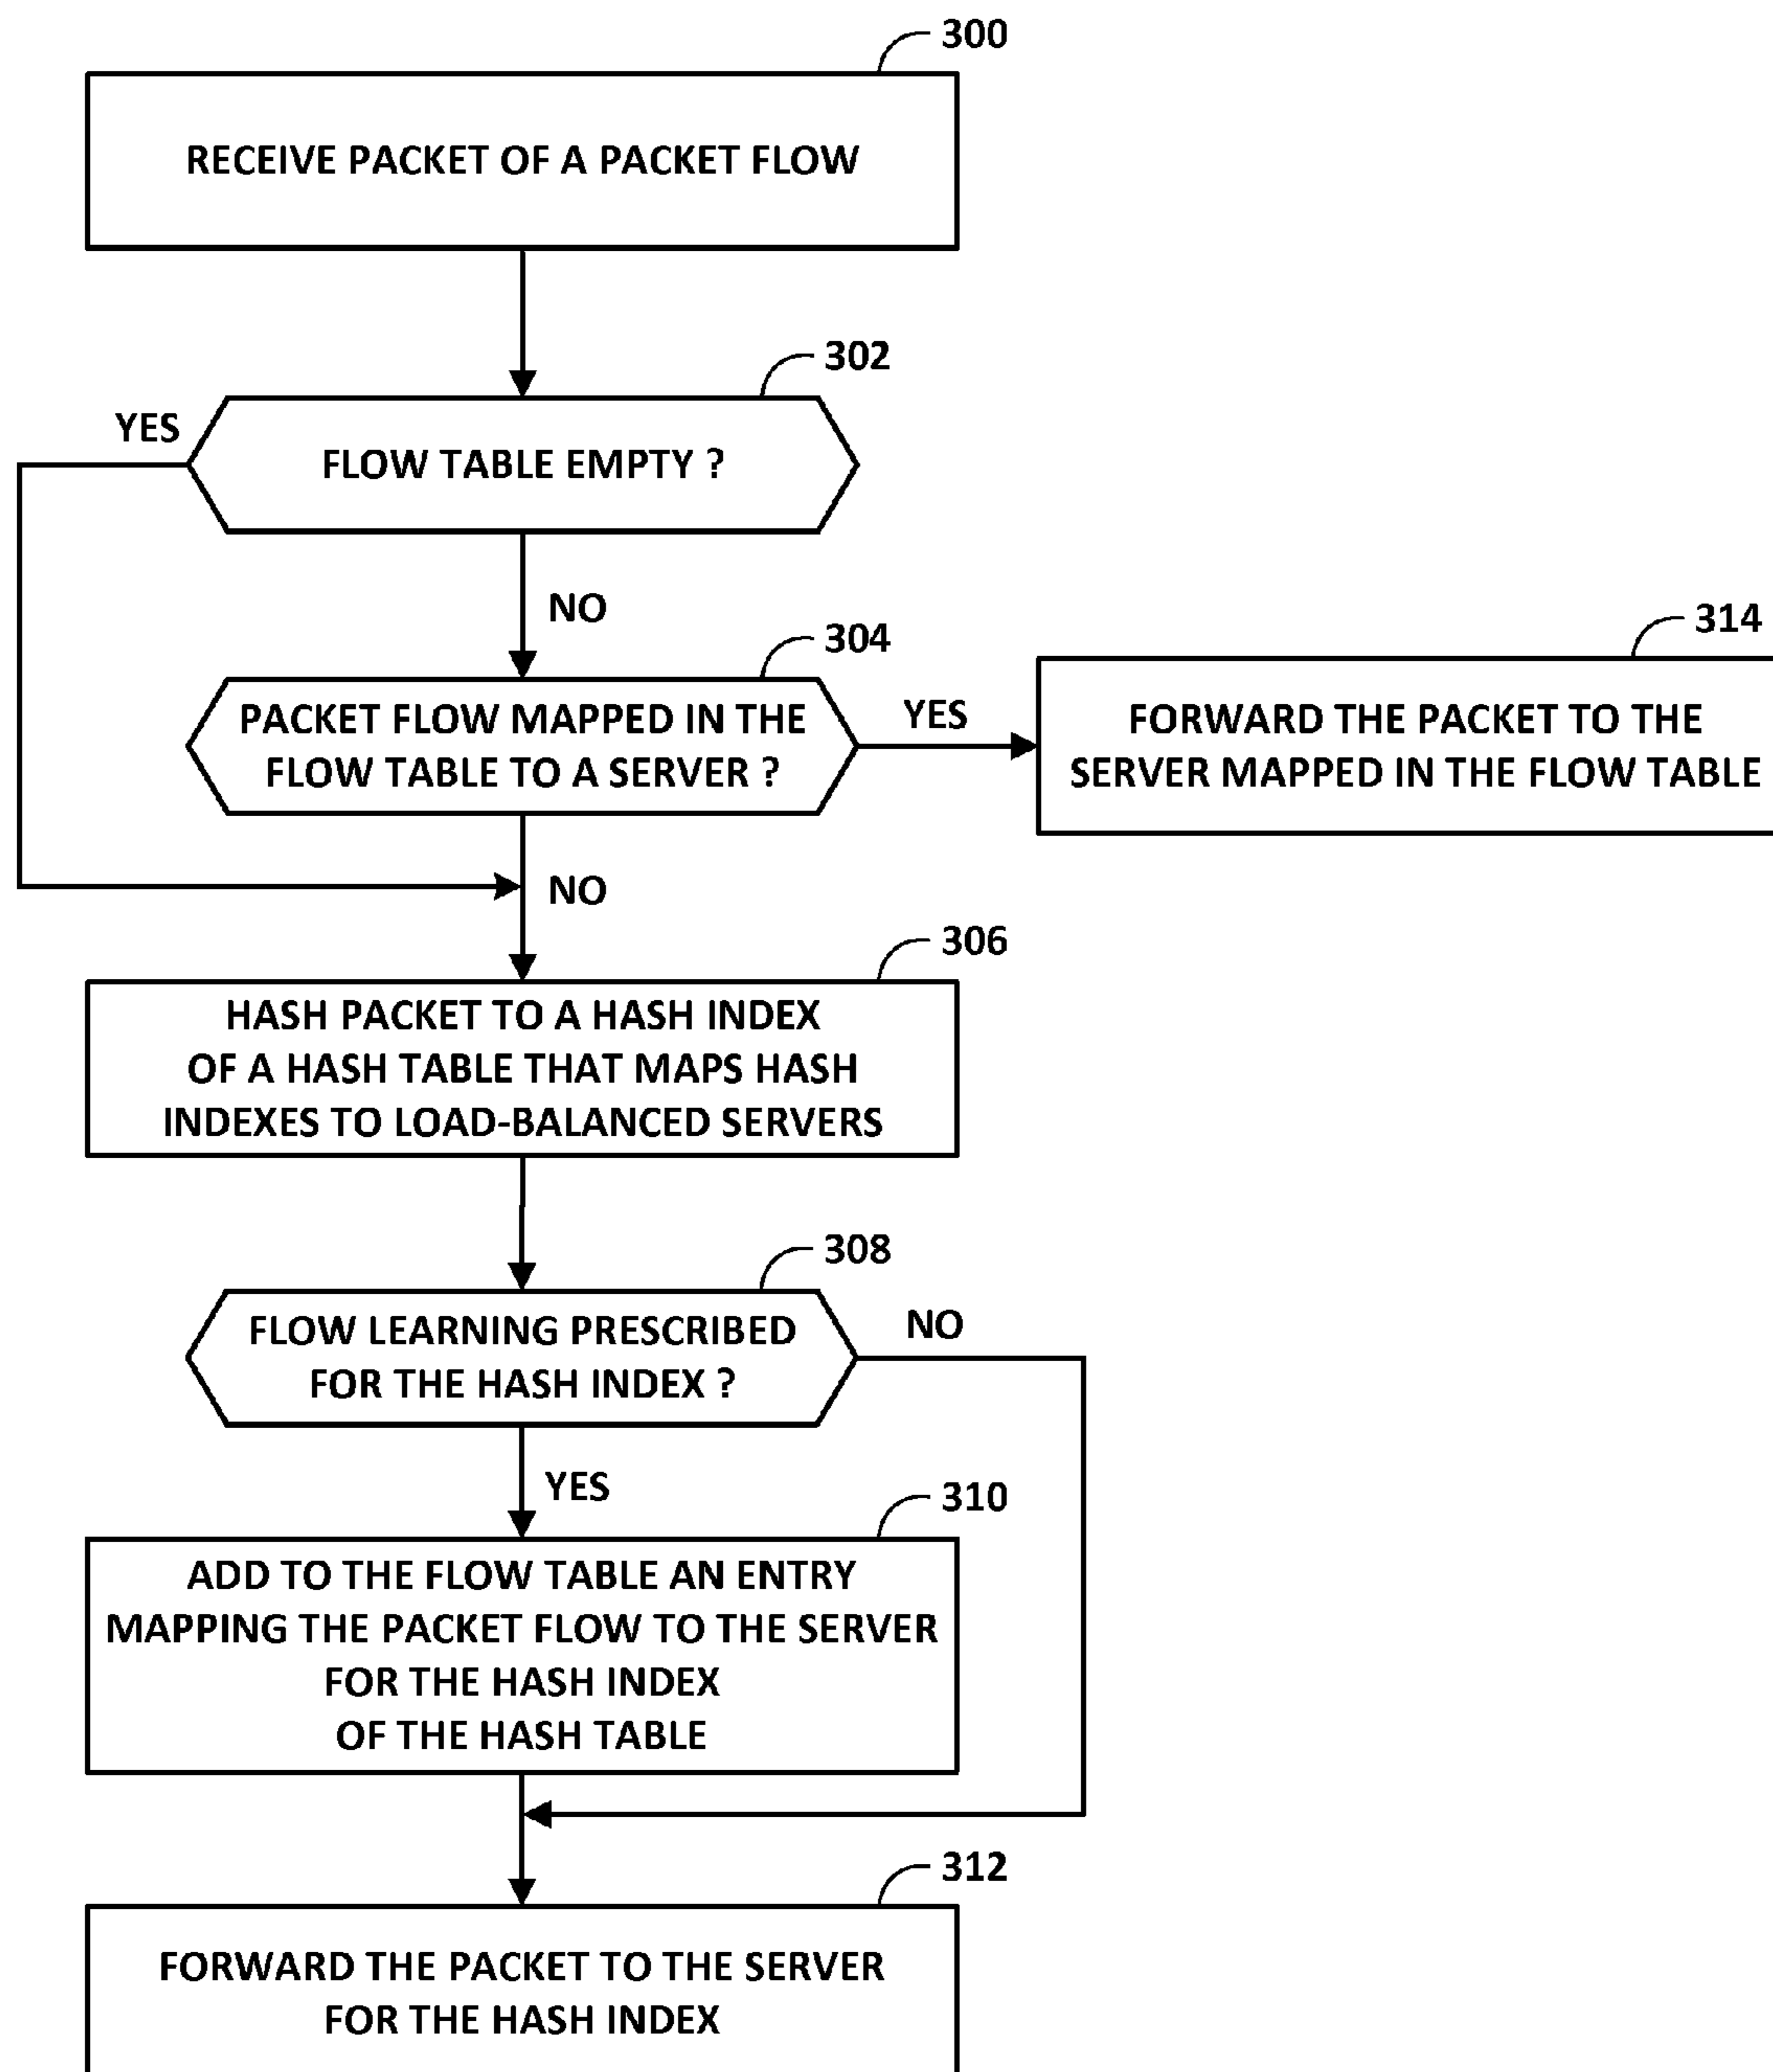 300
RECEIVE PACKET OF A PACKET FLOW
302
YES
FLOW TABLE EMPTY ?
NO
304
314
PACKET FLOW MAPPED IN THE
FLOW TABLE TO A SERVER ?
YES
FORWARD THE PACKET TO THE
SERVER MAPPED IN THE FLOW TABLE
NO
306
HASH PACKET TO A HASH INDEX
OF A HASH TABLE THAT MAPS HASH
INDEXES TO LOAD-BALANCED SERVERS
308
FLOW LEARNING PRESCRIBED
FOR THE HASH INDEX ?
NO
YES
310
ADD TO THE FLOW TABLE AN ENTRY
MAPPING THE PACKET FLOW TO THE SERVER
FOR THE HASH INDEX
OF THE HASH TABLE
312
FORWARD THE PACKET TO THE SERVER
FOR THE HASH INDEX